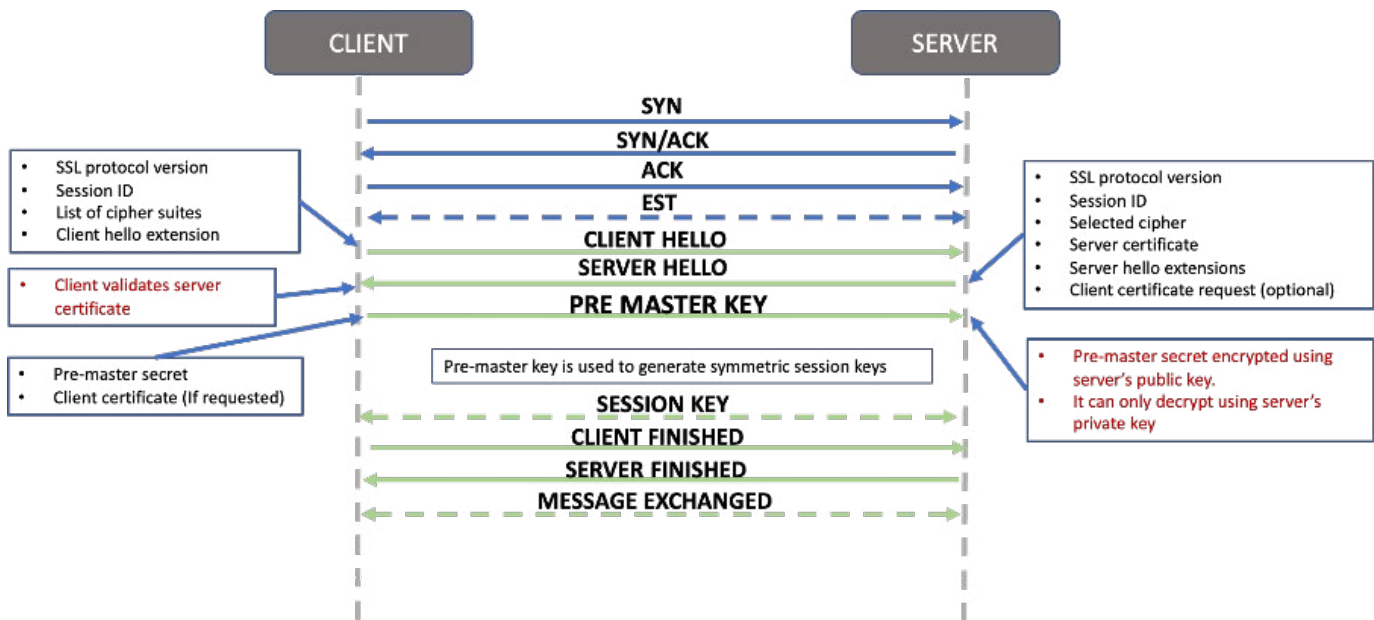 CLIENT
SERVER
SYN
SYN/ACK
ACK
EST
CLIENT HELLO
SERVER HELLO
PRE MASTER KEY
• SSL protocol version
• Session ID
• List of cipher suites
• Client hello extension
• Client validates server
certificate
• Pre-master secret
• Client certificate (If requested)
• SSL protocol version
• Session ID
• Selected cipher
• Server certificate
• Server hello extensions
• Client certificate request (optional)
• Pre-master secret encrypted using
server's public key.
• It can only decrypt using server's
private key
Pre-master key is used to generate symmetric session keys
SESSION KEY
CLIENT FINISHED
SERVER FINISHED
MESSAGE EXCHANGED